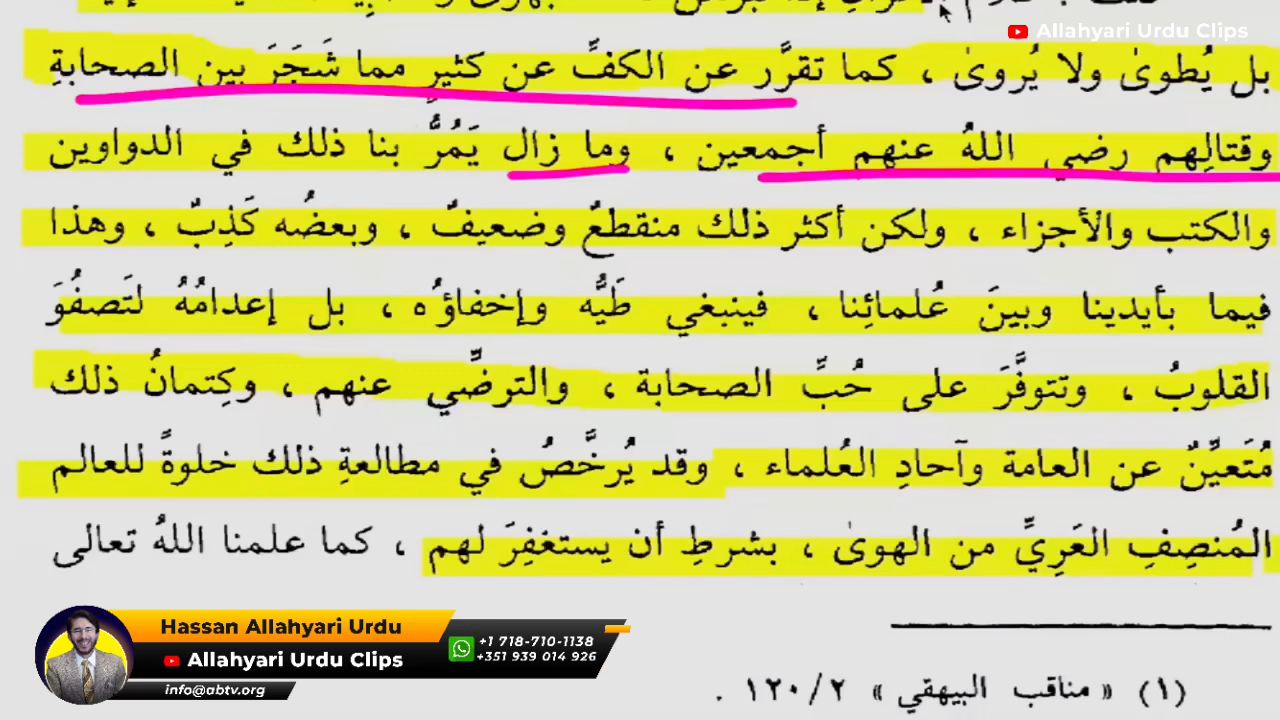 Allahyari Urdu Clips
بل يُطوىٰ ولا يُروىٰ ، كما تقرَّر عن الكفِّ عن كثيرٍ مما شَجَرَ بين الصحابةِ
وقتالِهم رضي اللهُ عنهم أجمعين ، وما زال يَمُرُّ بنا ذلك في الدواوين
والكتب والأجزاء ، ولكن أكثر ذلك منقطعٌ وضعيفٌ ، وبعضُه كَذِبٌ ، وهذا
فيما بأيدينا وبينَ عُلمائِنا ، فينبغي طَيُّه وإخفاؤُه ، بل إعدامُهُ لتَصفُوَ
القلوبُ ، وتتوفَّرَ على حُبِّ الصحابة ، والترضِّي عنهم ، وكِتمانُ ذلك
مُتَعيِّنٌ عن العامة وآحادِ العُلماء ، وقد يُرخَّصُ في مطالعةِ ذلك خلوةً للعالم
المُنصِفِ العَرِيِّ من الهوىٰ ، بشرطِ أن يستغفِرَ لهم ، كما علمنا اللهُ تعالى
(١) « مناقب البيهقي » ١٢٠/٢ .
Hassan Allahyari Urdu
Allahyari Urdu Clips
info@abtv.org
+1 718-710-1138
+351 939 014 926